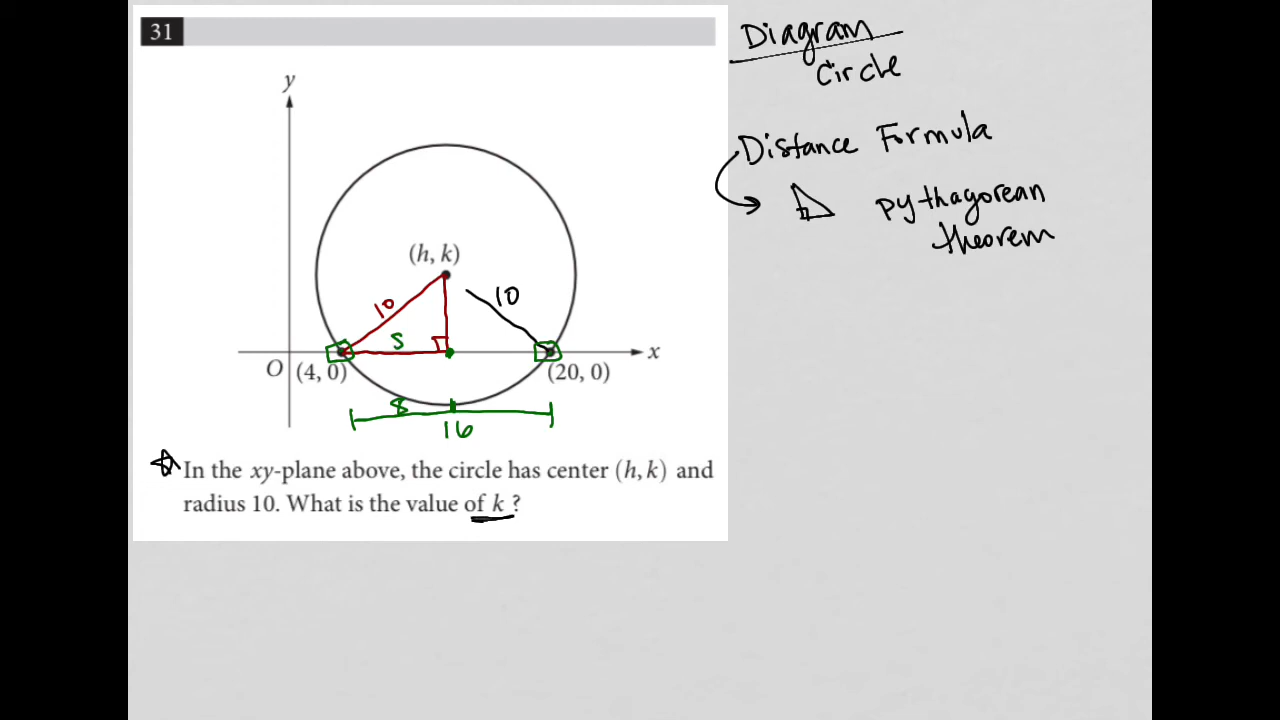 31
Diagram
Circle
y
Distance Formula
pythagorean
theorem
(h, k)
10
10
x
O
(4, 0)
(20, 0)
8
16
In the xy-plane above, the circle has center (h, k) and
radius 10. What is the value of k ?